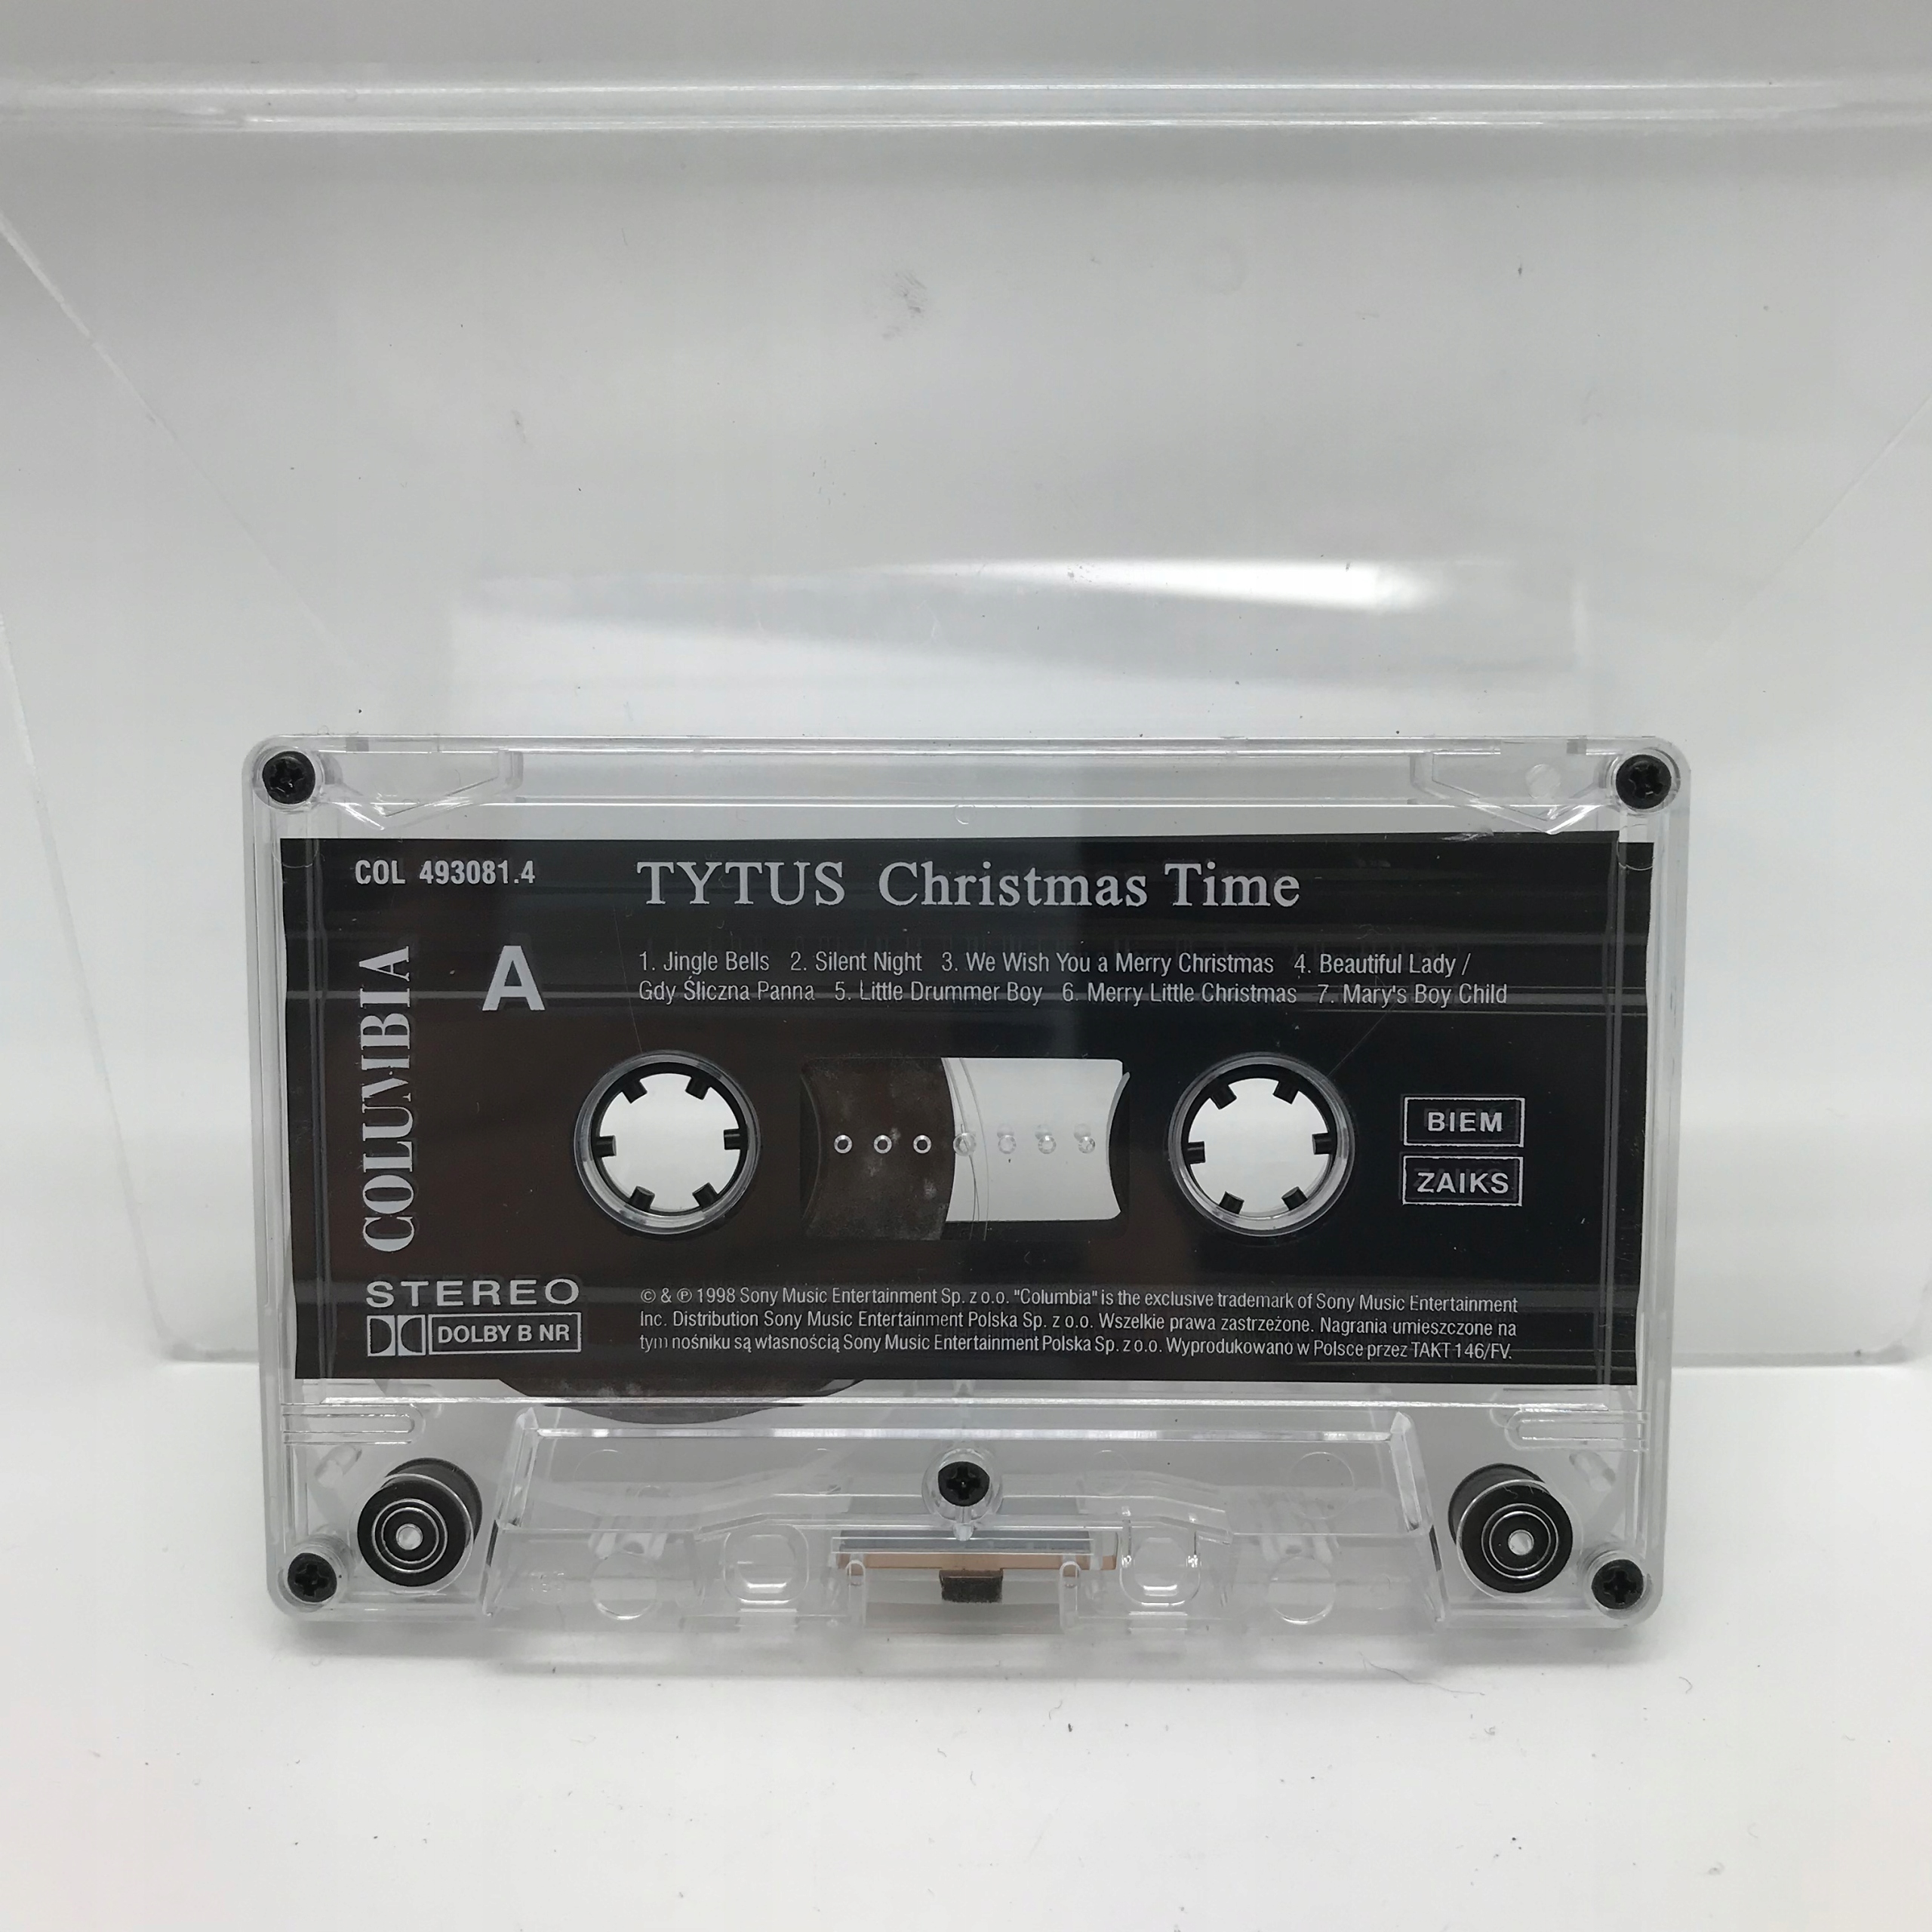 COL 493081.4
TYTUS Christmas Time
COLUMBIA
A
1. Jingle Bells 2. Silent Night 3. We Wish You a Merry Christmas 4. Beautiful Lady /
Gdy Śliczna Panna 5. Little Drummer Boy 6. Merry Little Christmas 7. Mary's Boy Child
BIEM
ZAIKS
STEREO
DOLBY B NR
© & ℗ 1998 Sony Music Entertainment Sp. z o.o. "Columbia" is the exclusive trademark of Sony Music Entertainment
Inc. Distribution Sony Music Entertainment Polska Sp. z o.o. Wszelkie prawa zastrzeżone. Nagrania umieszczone na
tym nośniku są własnością Sony Music Entertainment Polska Sp. z o.o. Wyprodukowano w Polsce przez TAKT 146/FV.